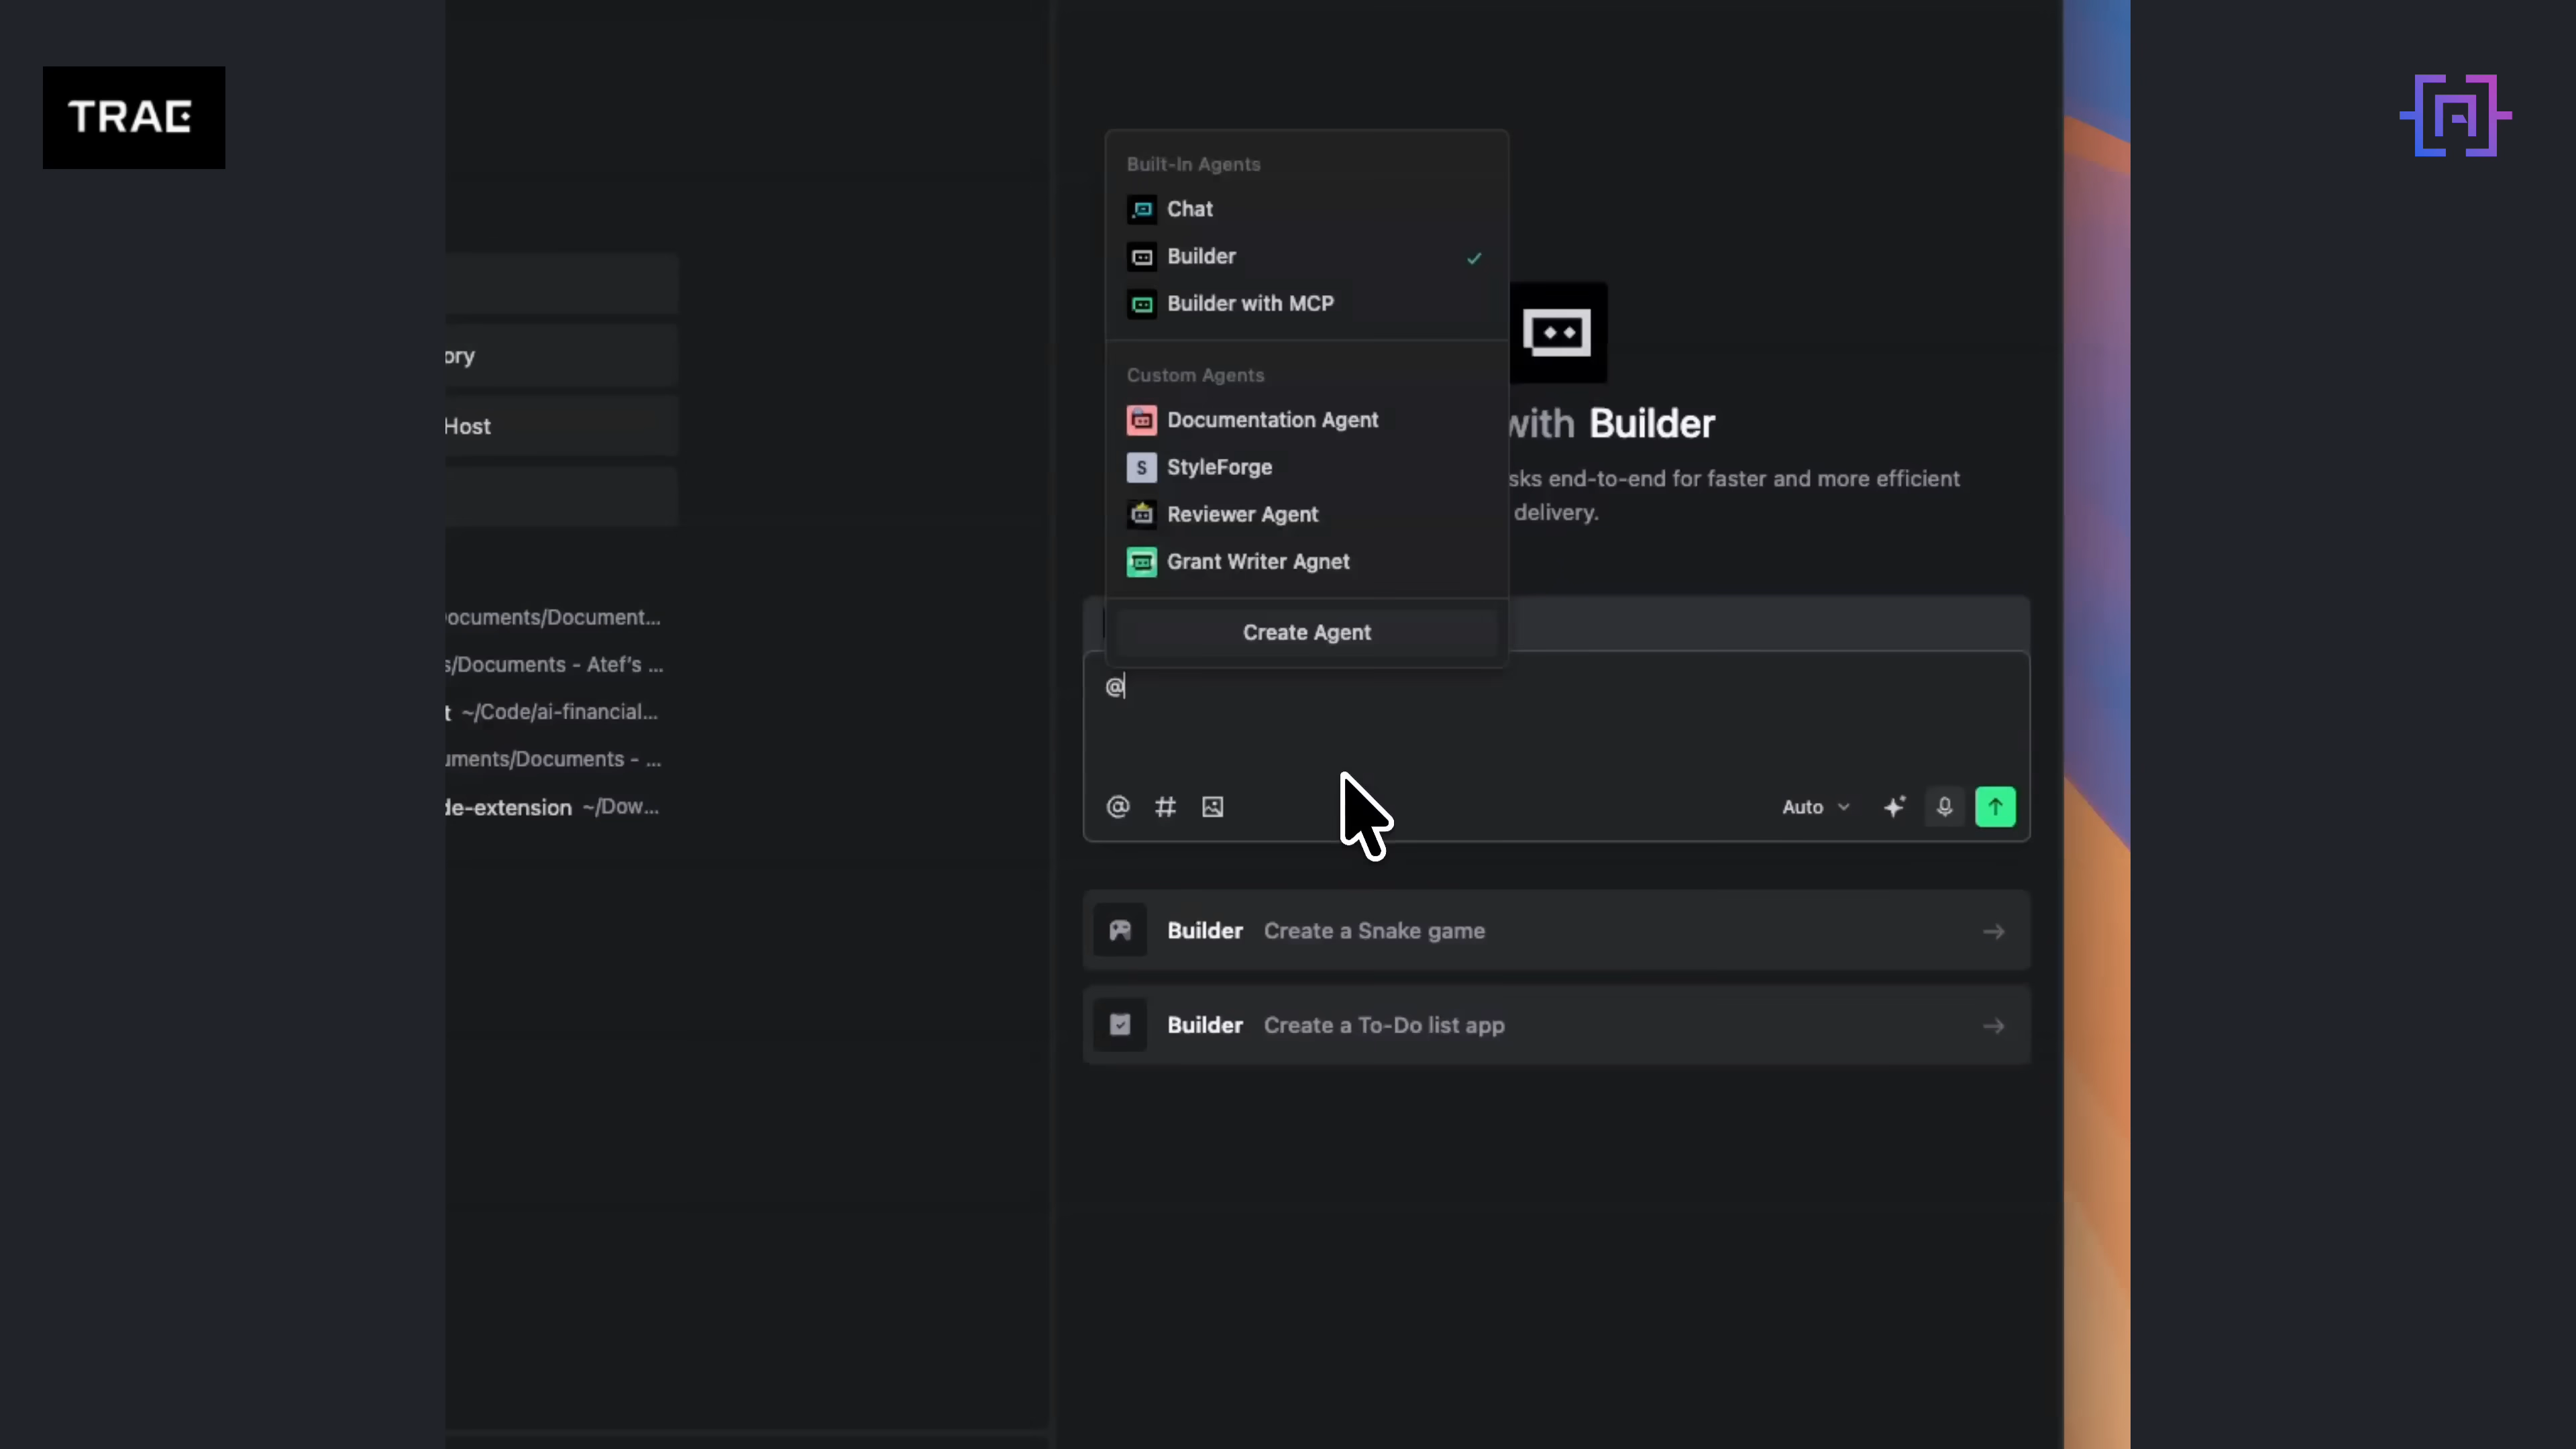 TRAE
ory
Host
ocuments/Document...
s/Documents - Atef's ...
t ~/Code/ai-financial...
uments/Documents - ...
de-extension ~/Dow...
Built-In Agents
Chat
Builder
Builder with MCP
Custom Agents
Documentation Agent
S StyleForge
Reviewer Agent
Grant Writer Agnet
Create Agent
with Builder
sks end-to-end for faster and more efficient
delivery.
@
@ #
Auto
Builder Create a Snake game
Builder Create a To-Do list app